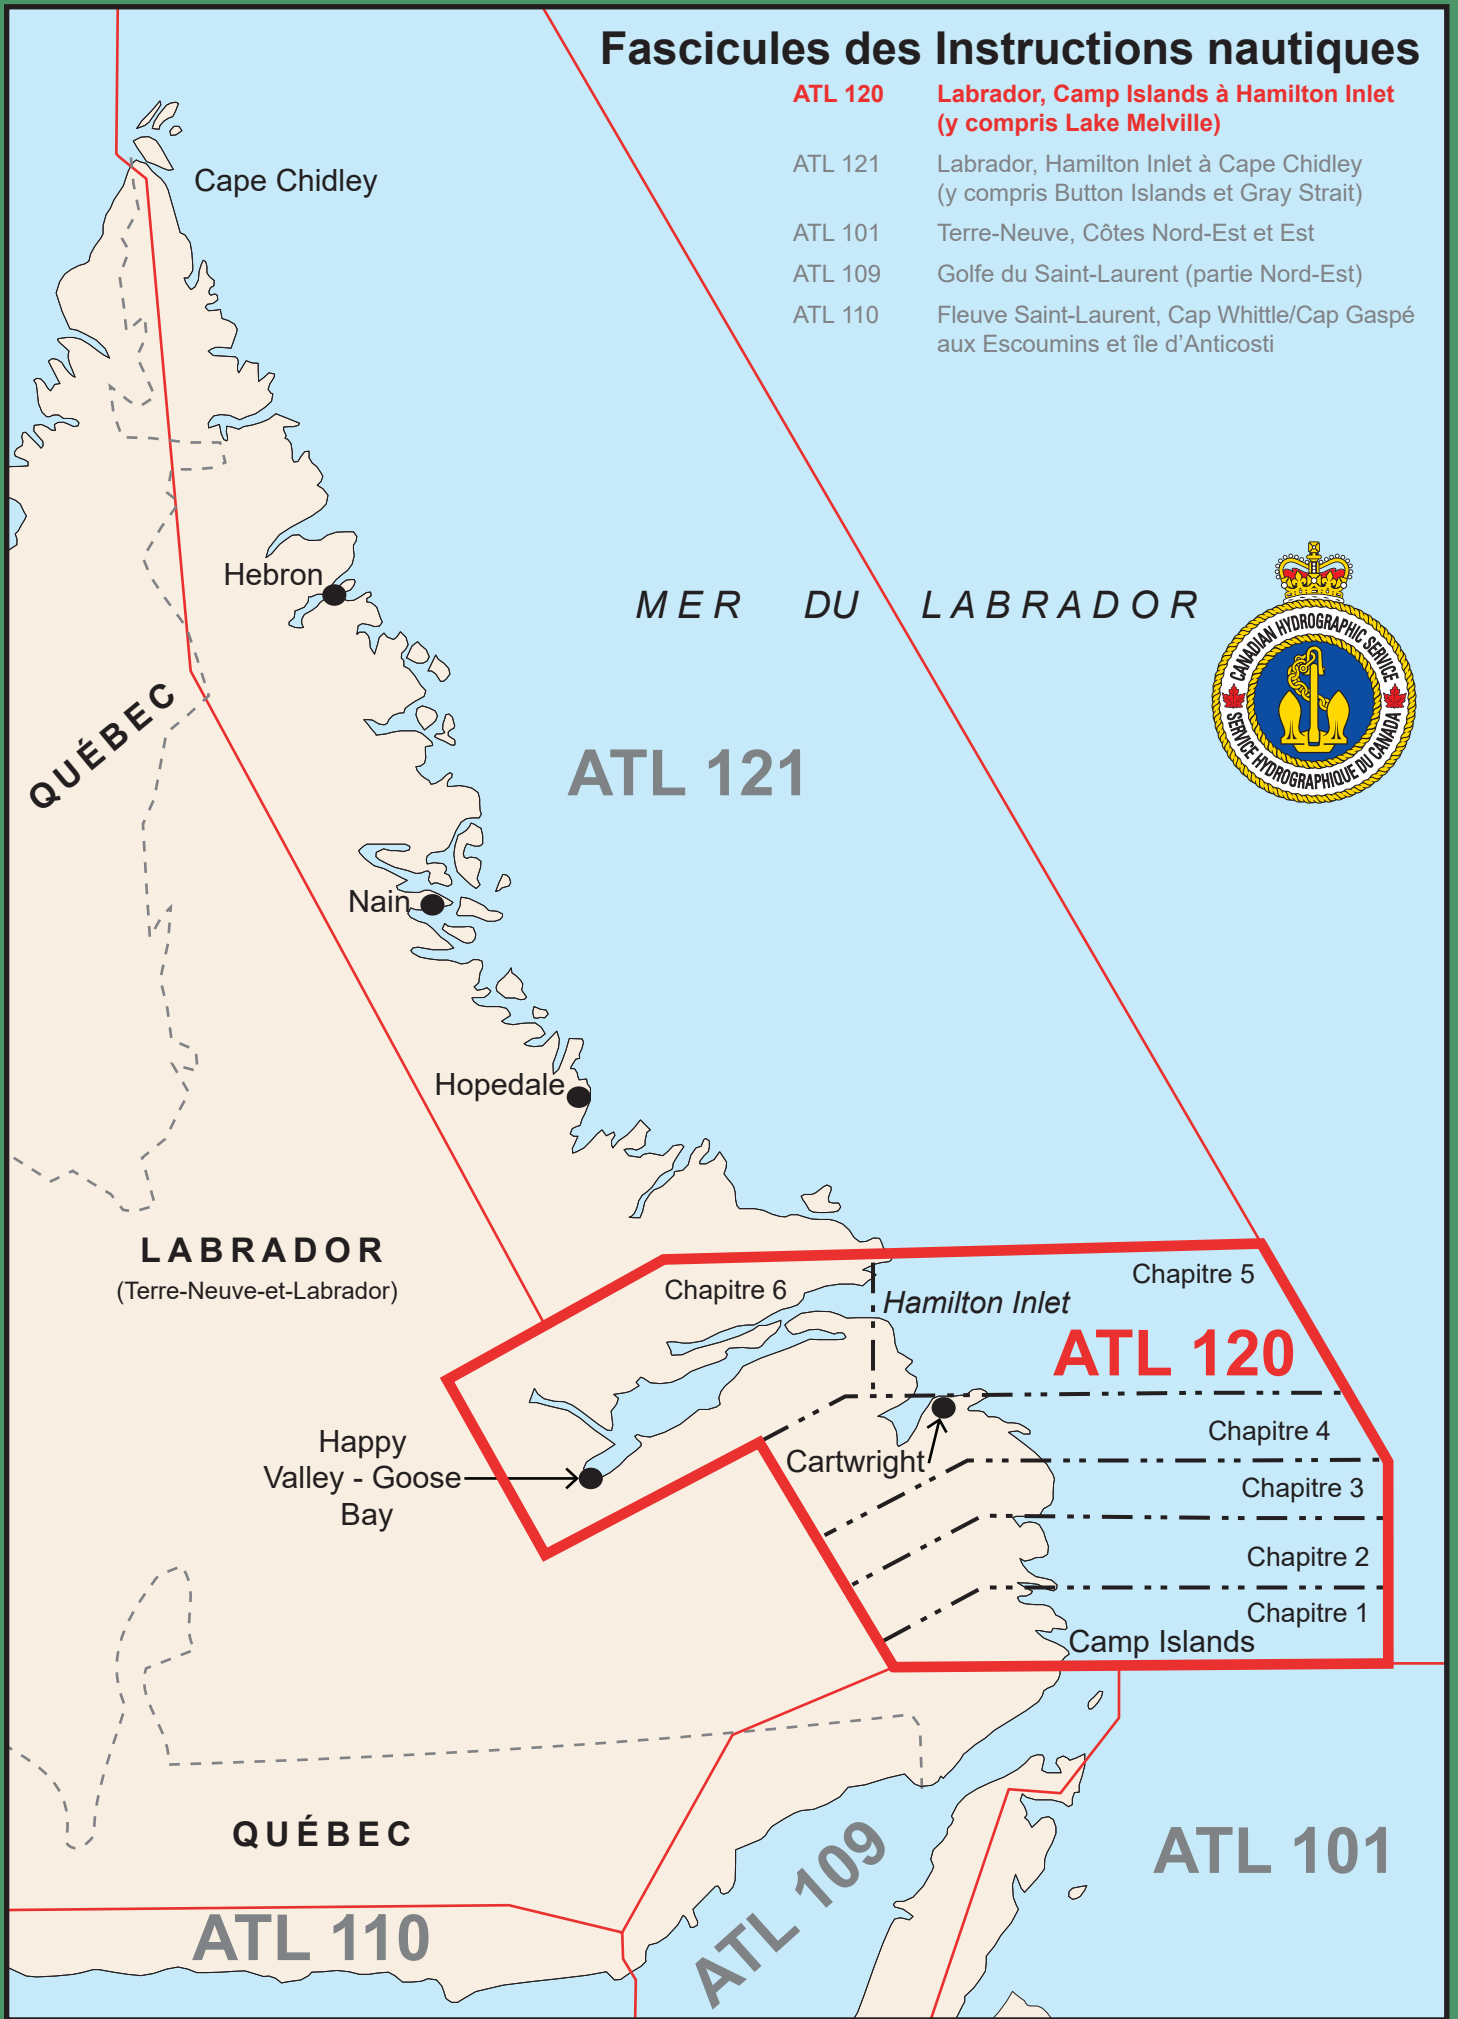 Fascicules des Instructions nautiques
ATL 120 Labrador, Camp Islands à Hamilton Inlet
(y compris Lake Melville)
ATL 121 Labrador, Hamilton Inlet à Cape Chidley
(y compris Button Islands et Gray Strait)
ATL 101 Terre-Neuve, Côtes Nord-Est et Est
ATL 109 Golfe du Saint-Laurent (partie Nord-Est)
ATL 110 Fleuve Saint-Laurent, Cap Whittle/Cap Gaspé
aux Escoumins et île d'Anticosti
Cape Chidley
Hebron
MER DU LABRADOR
CANADIAN HYDROGRAPHIC SERVICE
SERVICE HYDROGRAPHIQUE DU CANADA
QUÉBEC
ATL 121
Nain
Hopedale
LABRADOR
(Terre-Neuve-et-Labrador)
Chapitre 6
Chapitre 5
Hamilton Inlet
ATL 120
Happy
Valley - Goose
Bay
Cartwright
Chapitre 4
Chapitre 3
Chapitre 2
Chapitre 1
Camp Islands
QUÉBEC
ATL 109
ATL 101
ATL 110